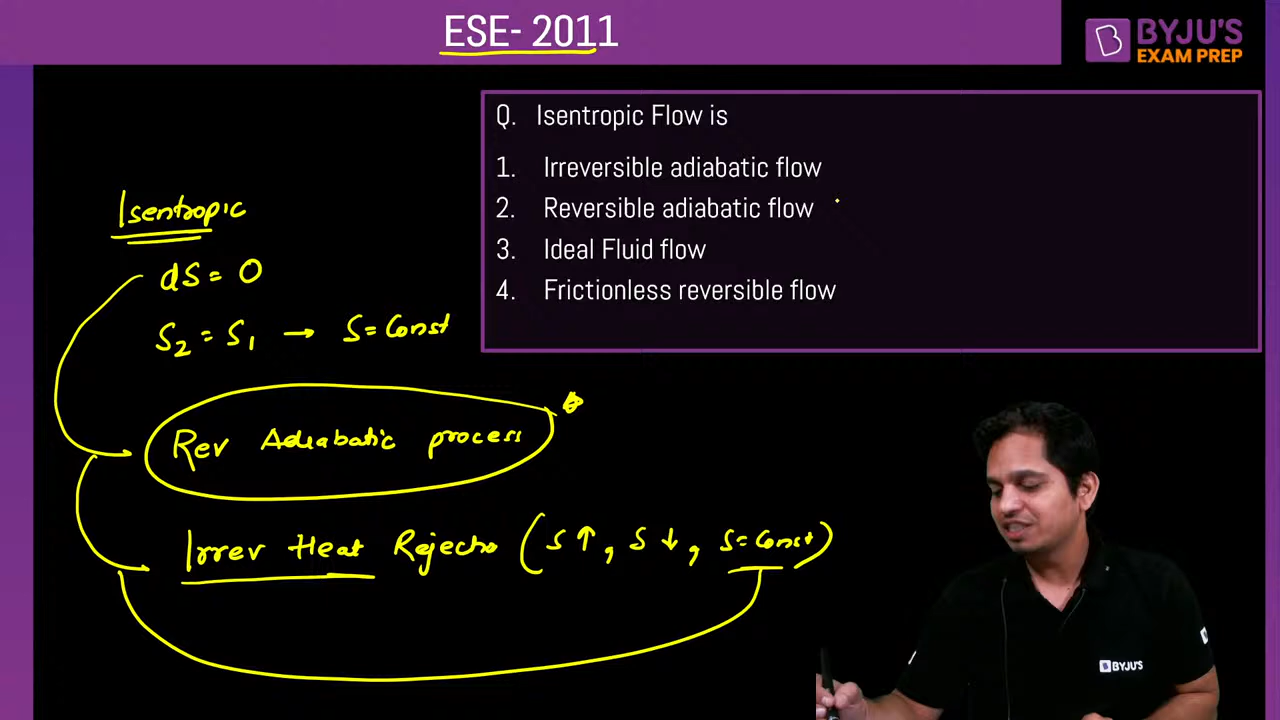 ESE- 2011
BYJU'S
EXAM PREP
Q. Isentropic Flow is
1. Irreversible adiabatic flow
2. Reversible adiabatic flow
3. Ideal Fluid flow
4. Frictionless reversible flow
Isentropic
dS = 0
S₂ = S₁ → S = Const
Rev Adiabatic process
Irrev Heat Rejectio (S ↑, S ↓, S = Const)
BYJU'S